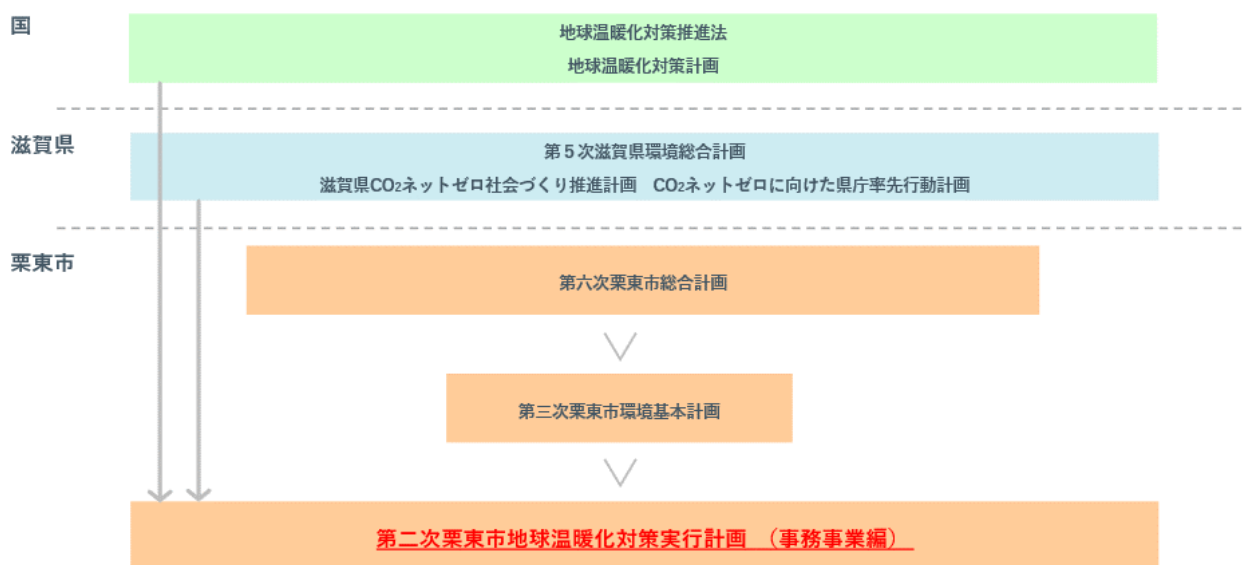 国
地球温暖化対策推進法
地球温暖化対策計画
滋賀県
第５次滋賀県環境総合計画
滋賀県CO₂ネットゼロ社会づくり推進計画　CO₂ネットゼロに向けた県庁率先行動計画
栗東市
第六次栗東市総合計画
第三次栗東市環境基本計画
第二次栗東市地球温暖化対策実行計画　（事務事業編）